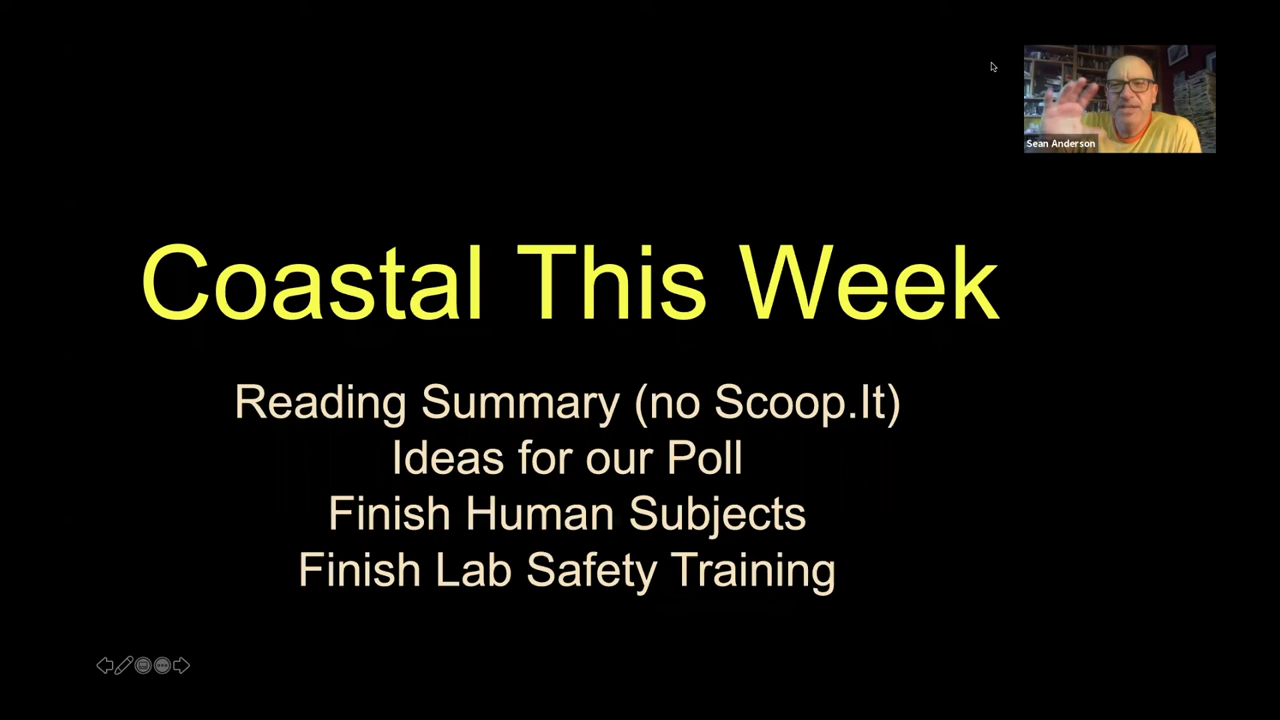 Sean Anderson
Coastal This Week
Reading Summary (no Scoop.It)
Ideas for our Poll
Finish Human Subjects
Finish Lab Safety Training